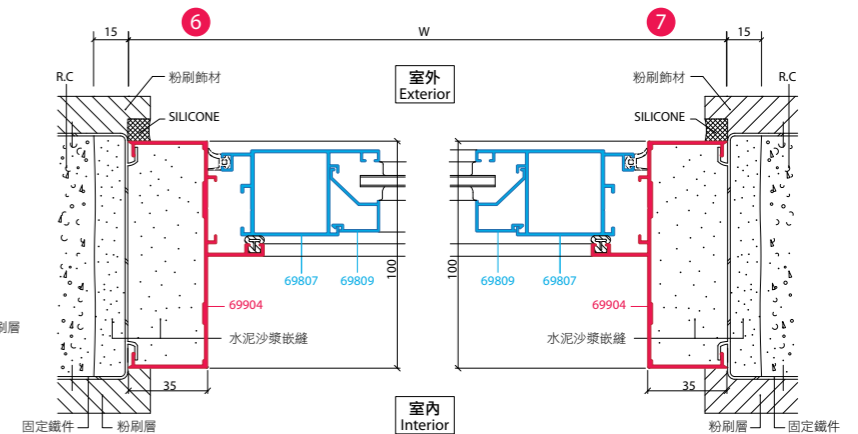 6
7
15
W
15
R.C
粉刷飾材
室外
Exterior
粉刷飾材
R.C
SILICONE
SILICONE
100
100
69807
69809
69809
69807
69904
69904
刷層
水泥沙漿嵌縫
水泥沙漿嵌縫
35
35
室內
Interior
固定鐵件
粉刷層
粉刷層
固定鐵件